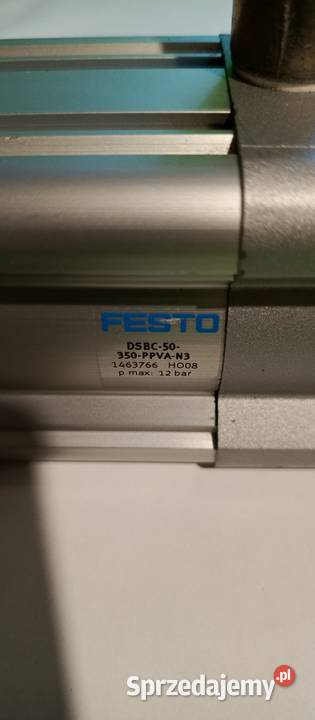 FESTO
DSBC-50-
350-PPVA-N3
1463766 HO08
p max: 12 bar
Sprzedajemy.pl